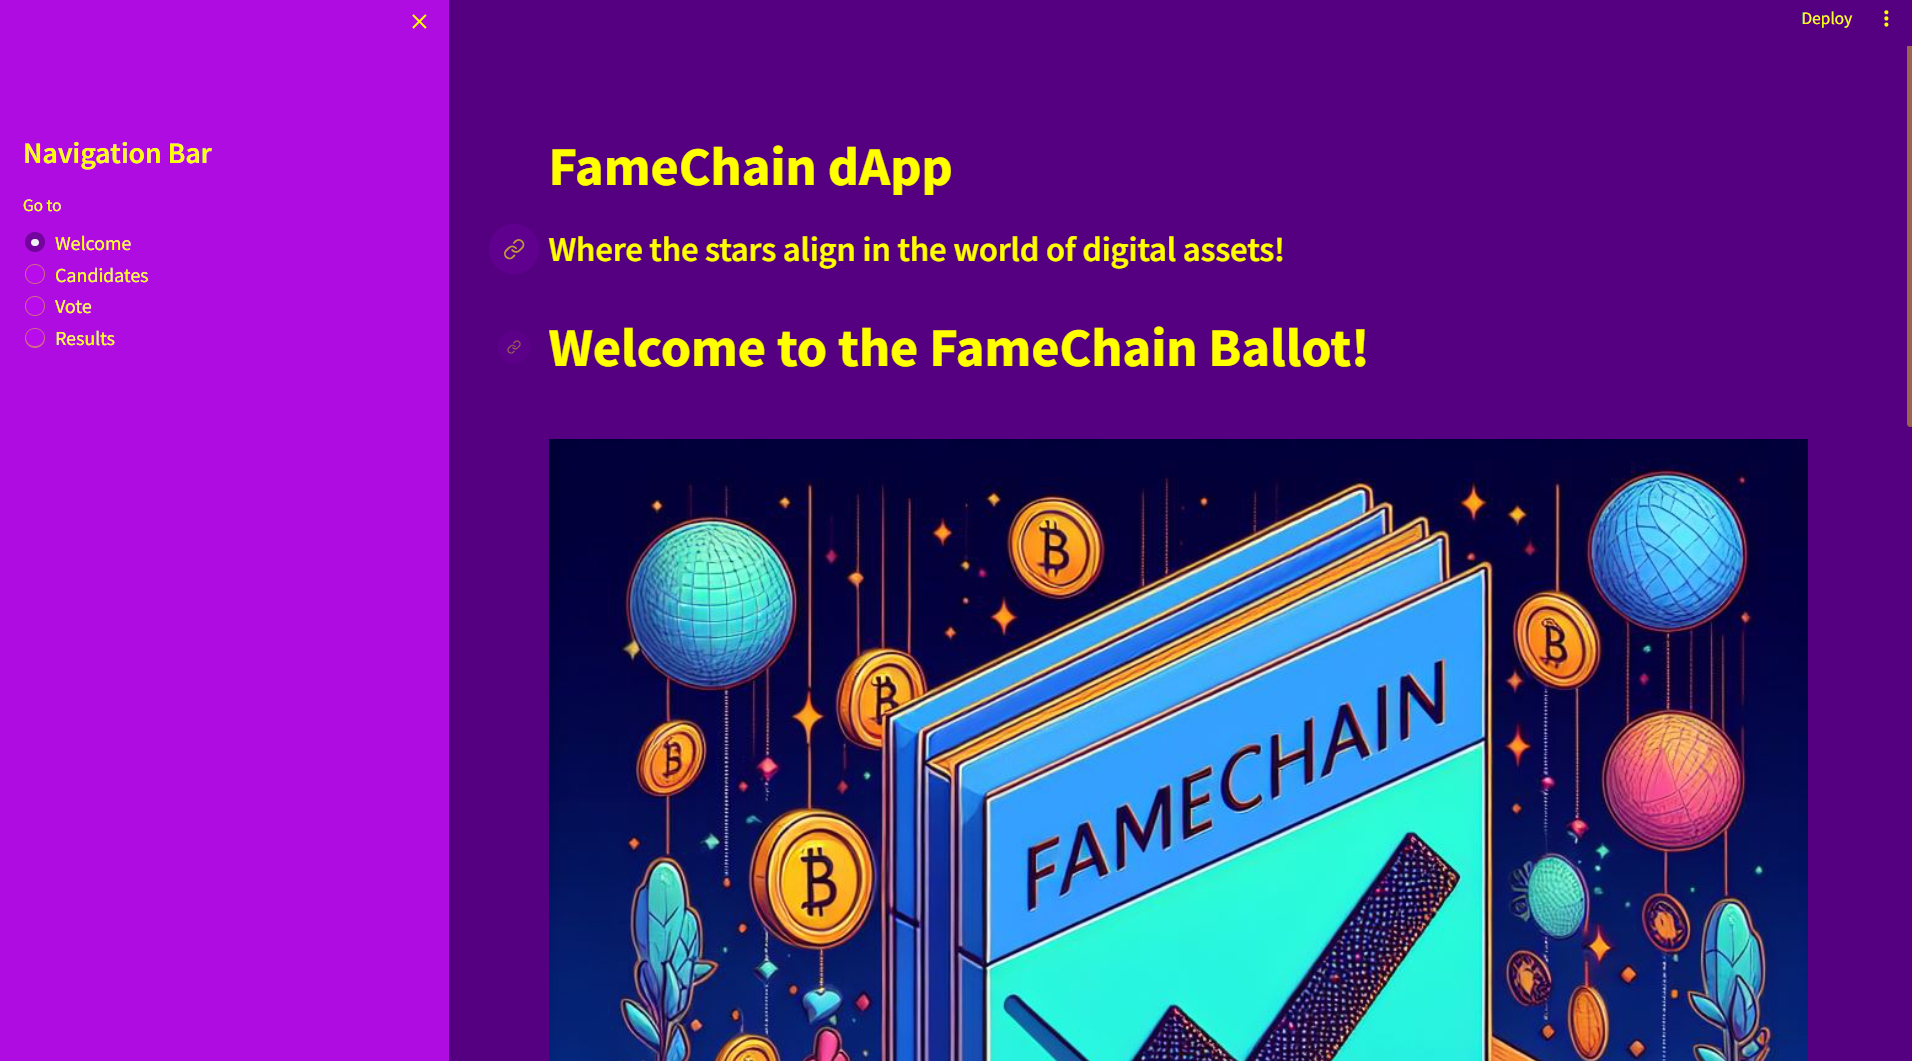 Deploy
Navigation Bar
Go to
Welcome
Candidates
Vote
Results
FameChain dApp
Where the stars align in the world of digital assets!
Welcome to the FameChain Ballot!
FAMECHAIN